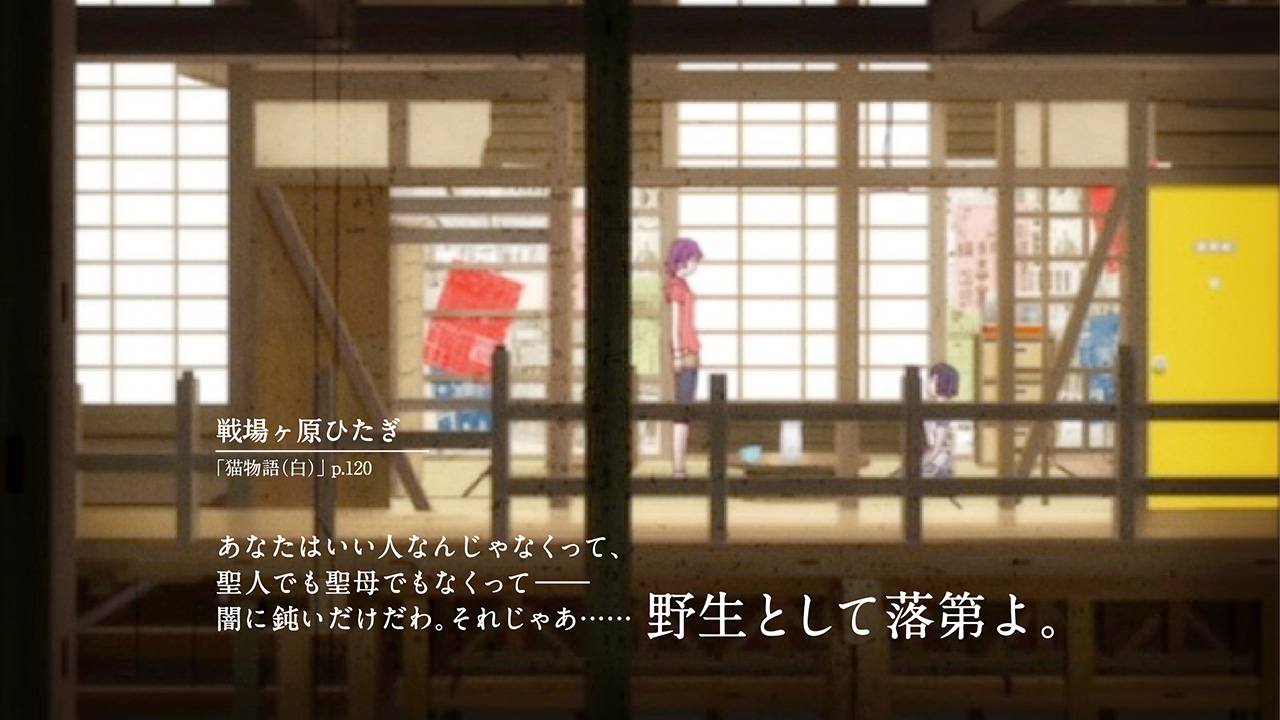 戦場ヶ原ひたぎ
「猫物語(白)」p.120
あなたはいい人なんじゃなくって、
聖人でも聖母でもなくって――
闇に鈍いだけだわ。それじゃあ……野生として落第よ。